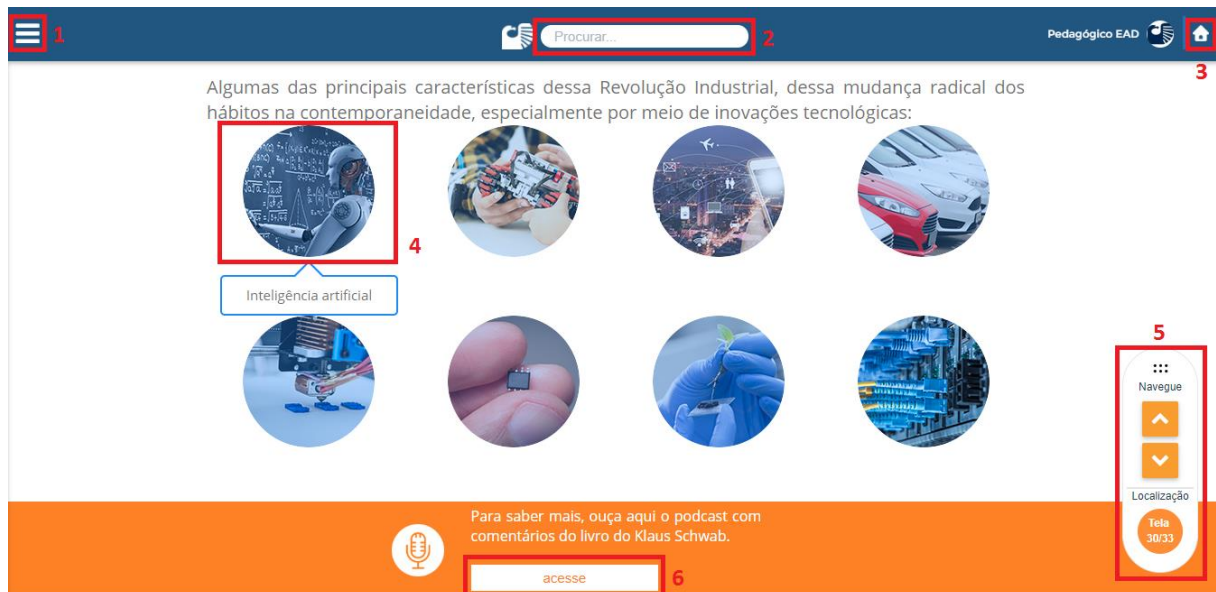 1
Procurar...
2
Pedagógico EAD
3
Algumas das principais características dessa Revolução Industrial, dessa mudança radical dos
hábitos na contemporaneidade, especialmente por meio de inovações tecnológicas:
4
Inteligência artificial
5
Navegue
Localização
Tela
30/33
Para saber mais, ouça aqui o podcast com
comentários do livro do Klaus Schwab.
acesse
6